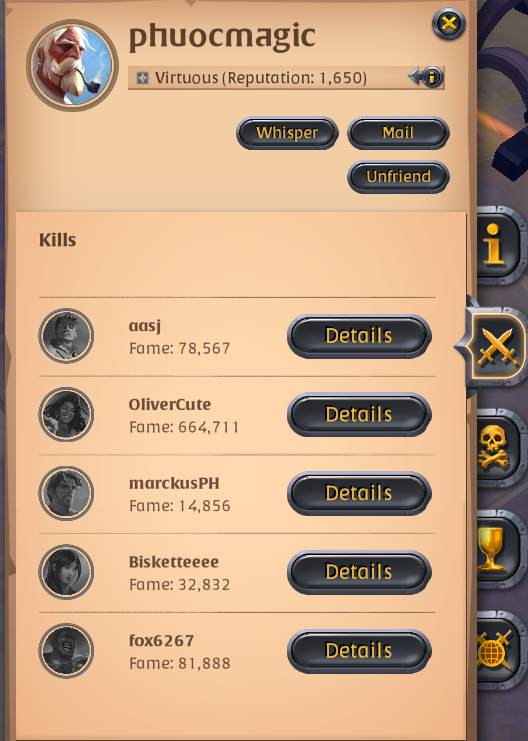 phuocmagic
Virtuous (Reputation: 1,650)
Whisper
Mail
Unfriend
Kills
aasj
Fame: 78,567
Details
OliverCute
Fame: 664,711
Details
marckusPH
Fame: 14,856
Details
Bisketteeee
Fame: 32,832
Details
fox6267
Fame: 81,888
Details